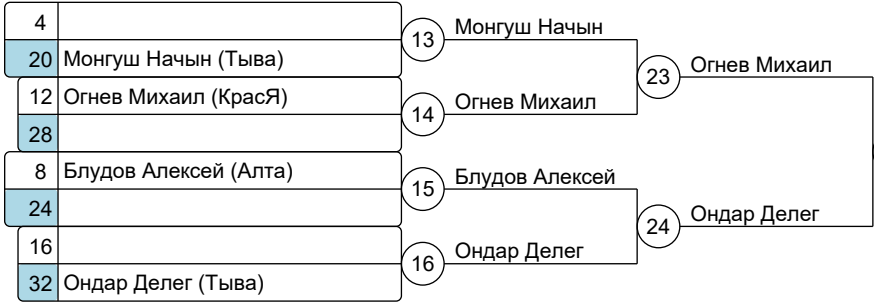 4
13
Монгуш Начын
20 Монгуш Начын (Тыва)
23
Огнев Михаил
12 Огнев Михаил (КрасЯ)
14
Огнев Михаил
28
8 Блудов Алексей (Алта)
15
Блудов Алексей
24
24
Ондар Делег
16
16
Ондар Делег
32 Ондар Делег (Тыва)